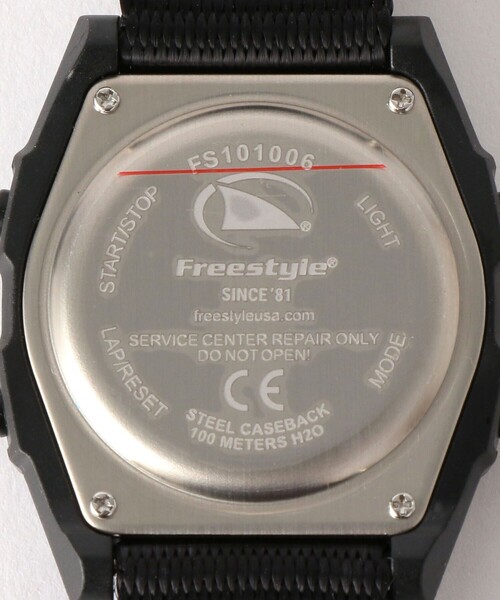 FS101006
START/STOP
LIGHT
Freestyle®
SINCE '81
freestyleusa.com
SERVICE CENTER REPAIR ONLY
DO NOT OPEN!
LAP/RESET
MODE
CE
STEEL CASEBACK
100 METERS H2O